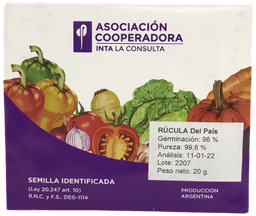 ASOCIACIÓN
COOPERADORA
INTA LA CONSULTA
RÚCULA Del País
Germinación: 96 %
Pureza: 99,8 %
Análisis: 11-01-22
Lote: 2207
Peso neto: 20 g.
SEMILLA IDENTIFICADA
(Ley 20.247 art. 10)
R.N.C. y F.S.: DEG-1114
PRODUCCIÓN
ARGENTINA